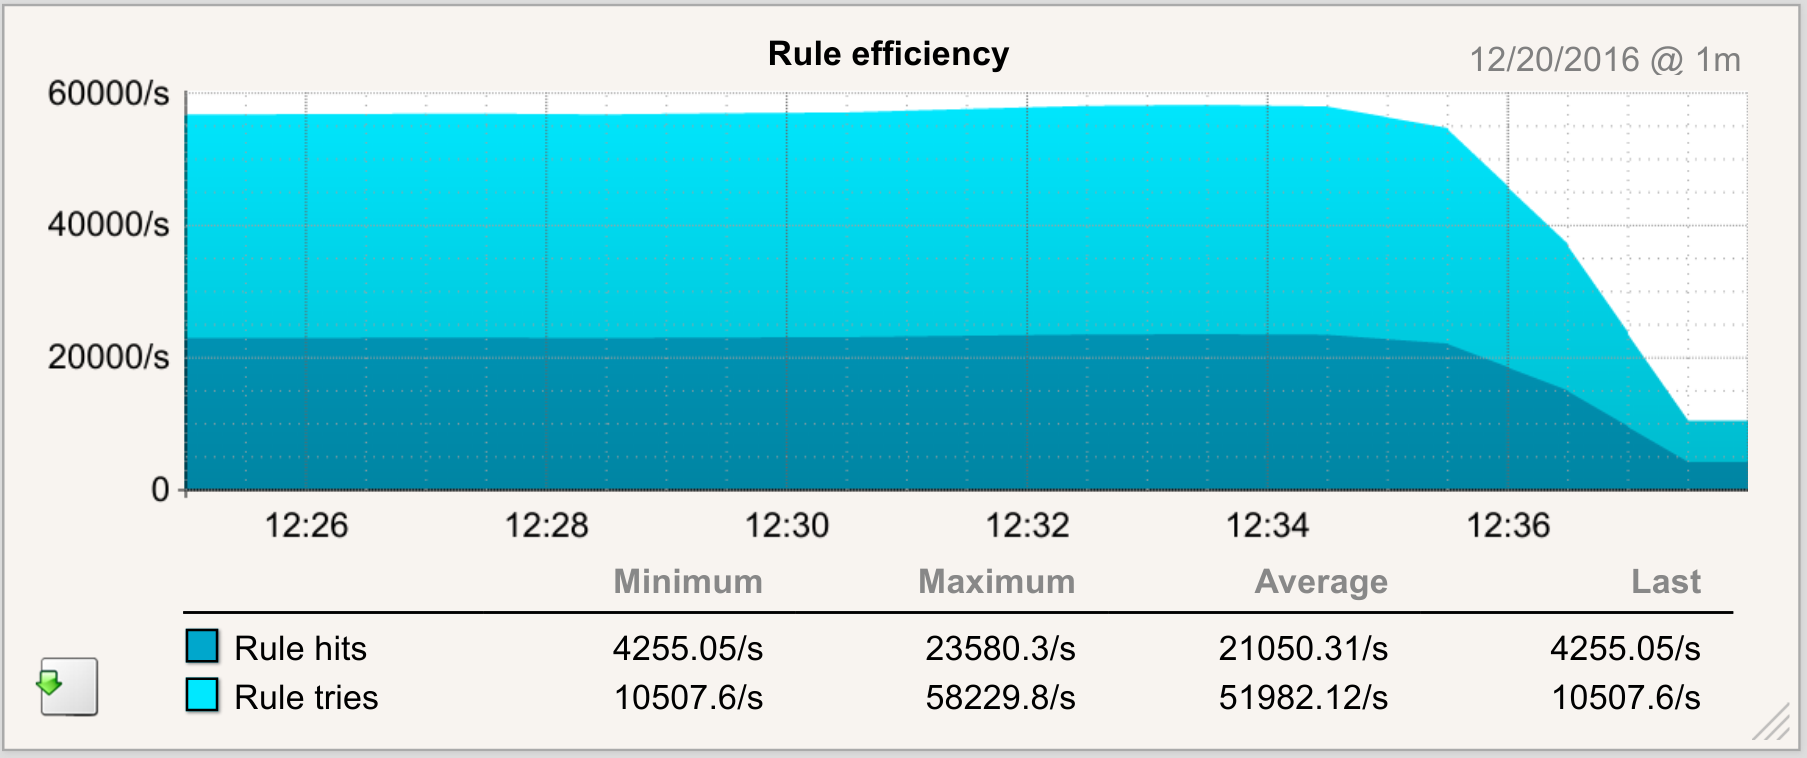 Rule efficiency
12/20/2016 @ 1m
60000/s
40000/s
20000/s
0
12:26 12:28 12:30 12:32 12:34 12:36
Minimum Maximum Average Last
Rule hits 4255.05/s 23580.3/s 21050.31/s 4255.05/s
Rule tries 10507.6/s 58229.8/s 51982.12/s 10507.6/s